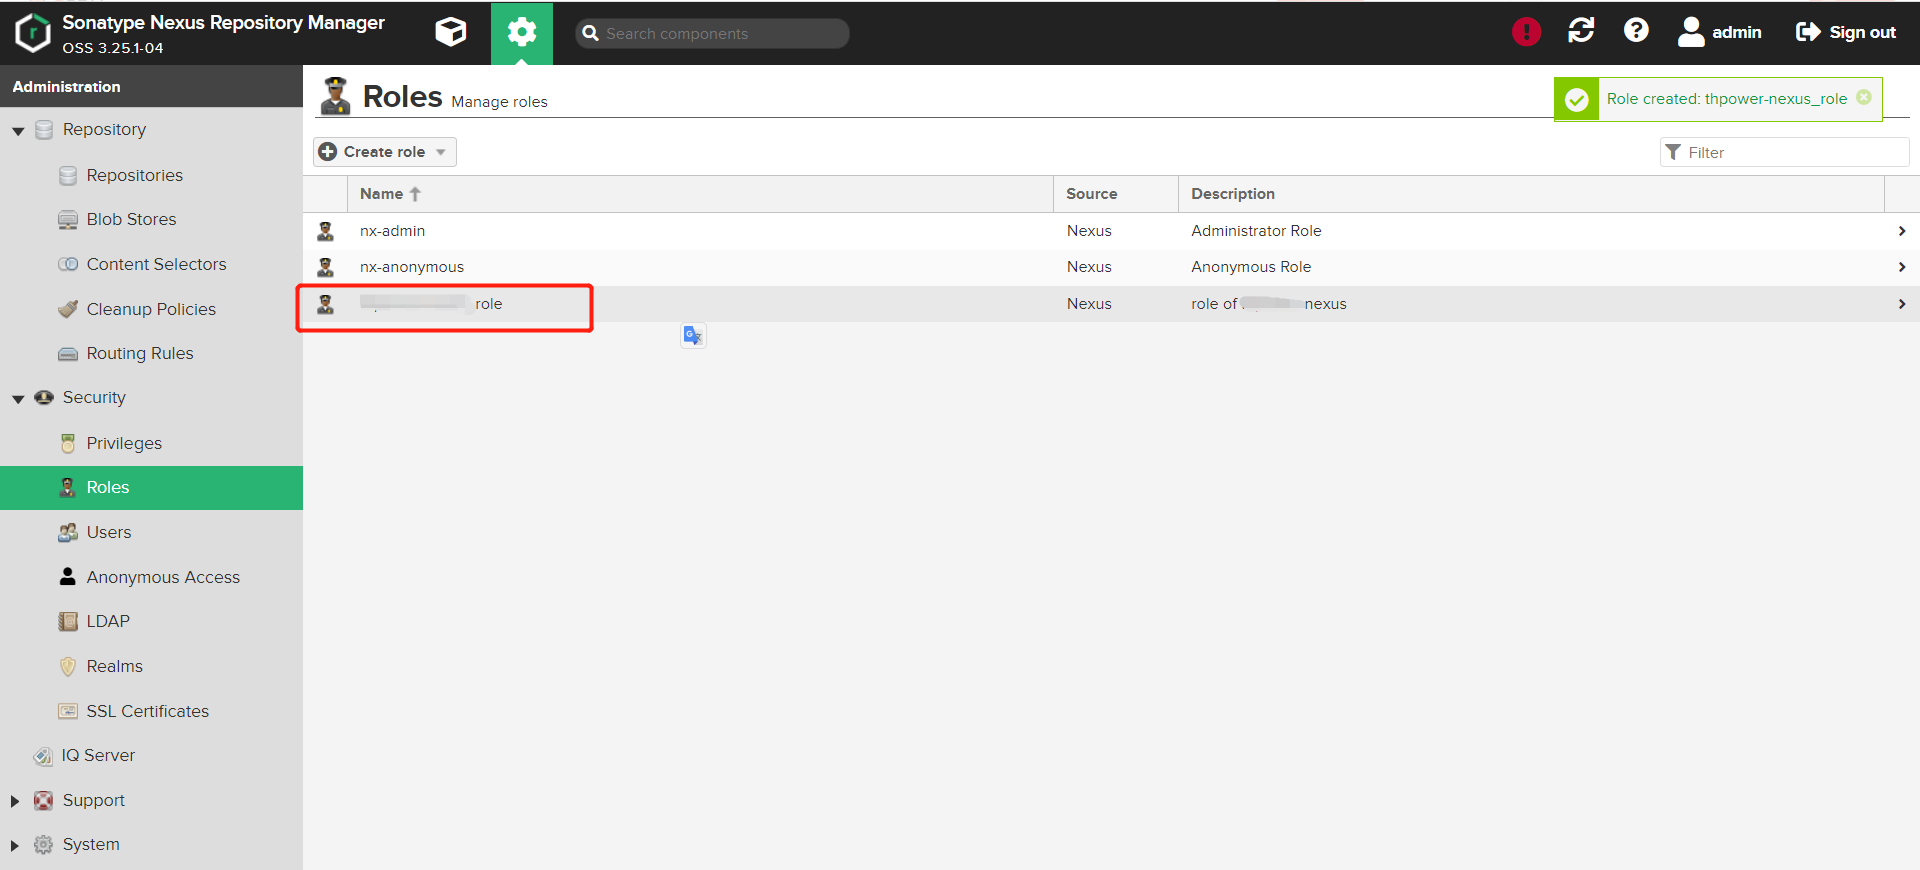 Sonatype Nexus Repository Manager
OSS 3.25.1-04
Search components
admin
Sign out
Administration
Repository
Repositories
Blob Stores
Content Selectors
Cleanup Policies
Routing Rules
Security
Privileges
Roles
Users
Anonymous Access
LDAP
Realms
SSL Certificates
IQ Server
Support
System
Roles Manage roles
Role created: thpower-nexus_role
Create role
Filter
Name Source Description
nx-admin Nexus Administrator Role
nx-anonymous Nexus Anonymous Role
role Nexus role of nexus